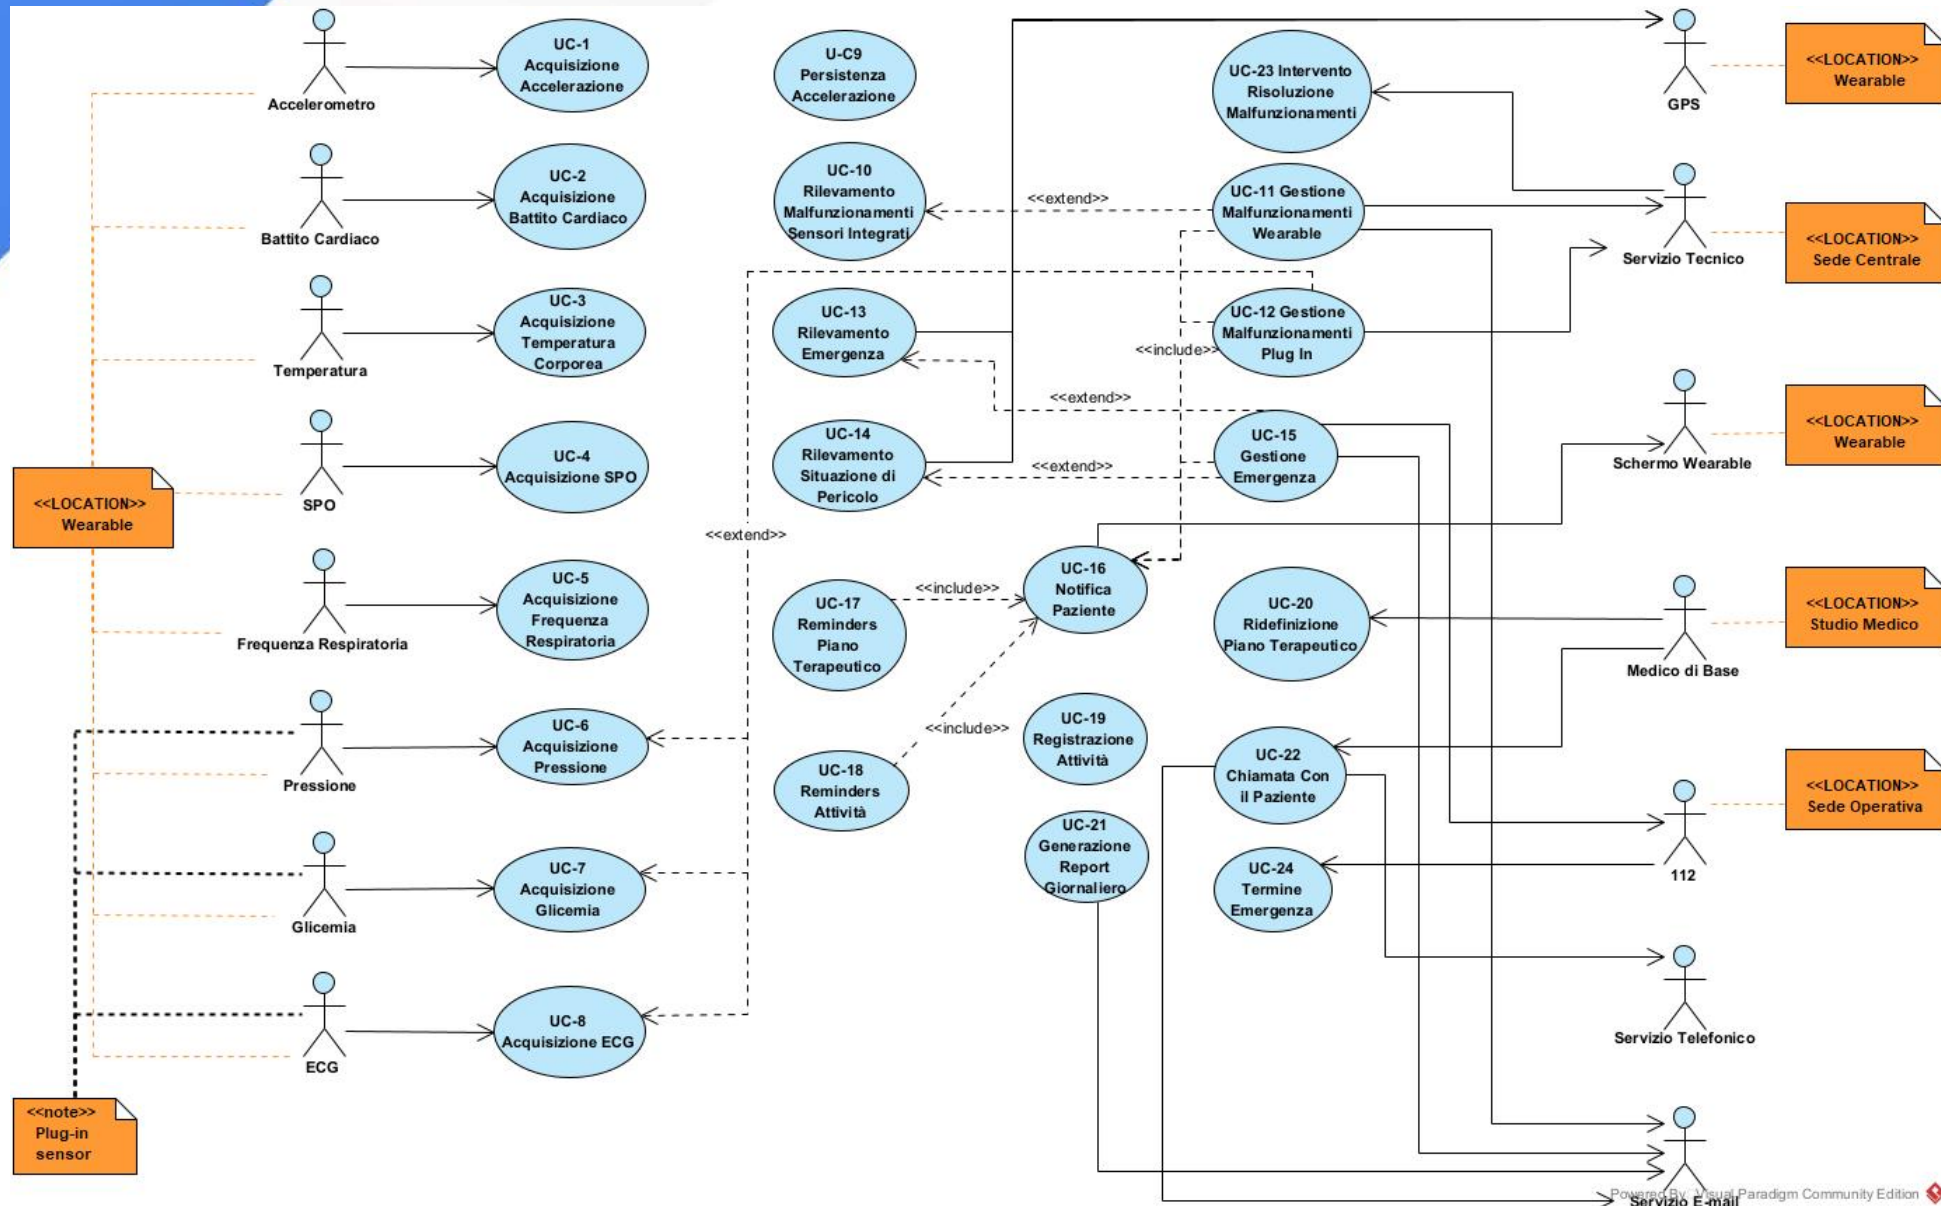 Accelerometro
UC-1
Acquisizione
Accelerazione
Battito Cardiaco
UC-2
Acquisizione
Battito Cardiaco
Temperatura
UC-3
Acquisizione
Temperatura
Corporea
SPO
UC-4
Acquisizione SPO
<<LOCATION>>
Wearable
Frequenza Respiratoria
UC-5
Acquisizione
Frequenza
Respiratoria
Pressione
UC-6
Acquisizione
Pressione
Glicemia
UC-7
Acquisizione
Glicemia
ECG
UC-8
Acquisizione ECG
<<note>>
Plug-in
sensor
U-C9
Persistenza
Accelerazione
UC-10
Rilevamento
Malfunzionamenti
Sensori Integrati
<<extend>>
UC-13
Rilevamento
Emergenza
<<include>>
<<extend>>
UC-14
Rilevamento
Situazione di
Pericolo
<<extend>>
<<extend>>
UC-16
Notifica
Paziente
<<include>>
UC-17
Reminders
Piano
Terapeutico
<<include>>
UC-18
Reminders
Attività
UC-19
Registrazione
Attività
UC-21
Generazione
Report
Giornaliero
UC-23 Intervento
Risoluzione
Malfunzionamenti
UC-11 Gestione
Malfunzionamenti
Wearable
UC-12 Gestione
Malfunzionamenti
Plug In
UC-15
Gestione
Emergenza
UC-20
Ridefinizione
Piano Terapeutico
UC-22
Chiamata Con
il Paziente
UC-24
Termine
Emergenza
GPS
<<LOCATION>>
Wearable
Servizio Tecnico
<<LOCATION>>
Sede Centrale
Schermo Wearable
<<LOCATION>>
Wearable
Medico di Base
<<LOCATION>>
Studio Medico
112
<<LOCATION>>
Sede Operativa
Servizio Telefonico
Servizio E-mail
Powered By Visual Paradigm Community Edition